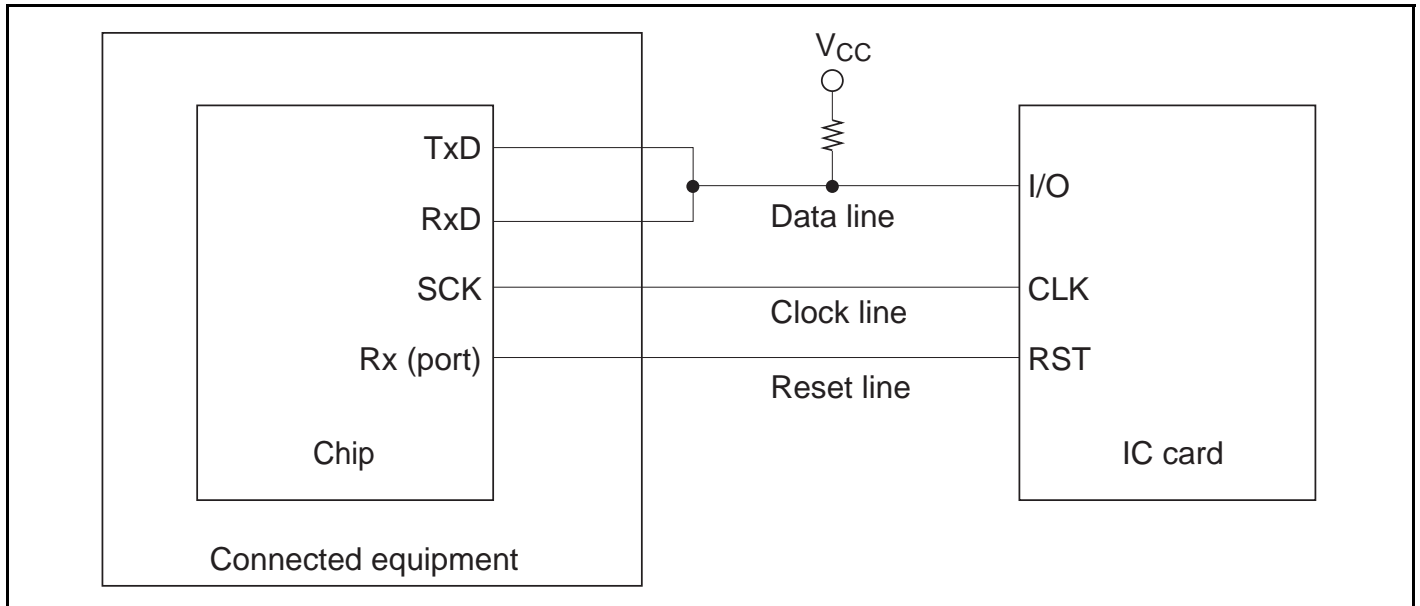 VCC
TxD
RxD
SCK
Rx (port)
Chip
Connected equipment
Data line
Clock line
Reset line
I/O
CLK
RST
IC card